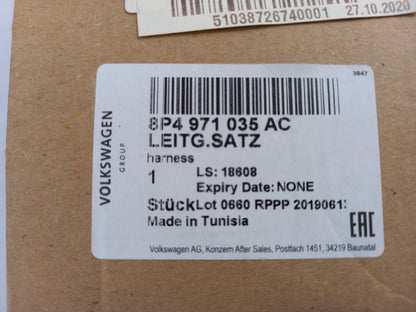 51038726740001
27.10.2020
3847
VOLKSWAGEN
GROUP
8P4 971 035 AC
LEITG.SATZ
harness
1 LS: 18608
Expiry Date: NONE
Stück Lot 0660 RPPP 2019061
Made in Tunisia
EAC
Volkswagen AG, Konzern After Sales, Postfach 1451, 34219 Baunatal